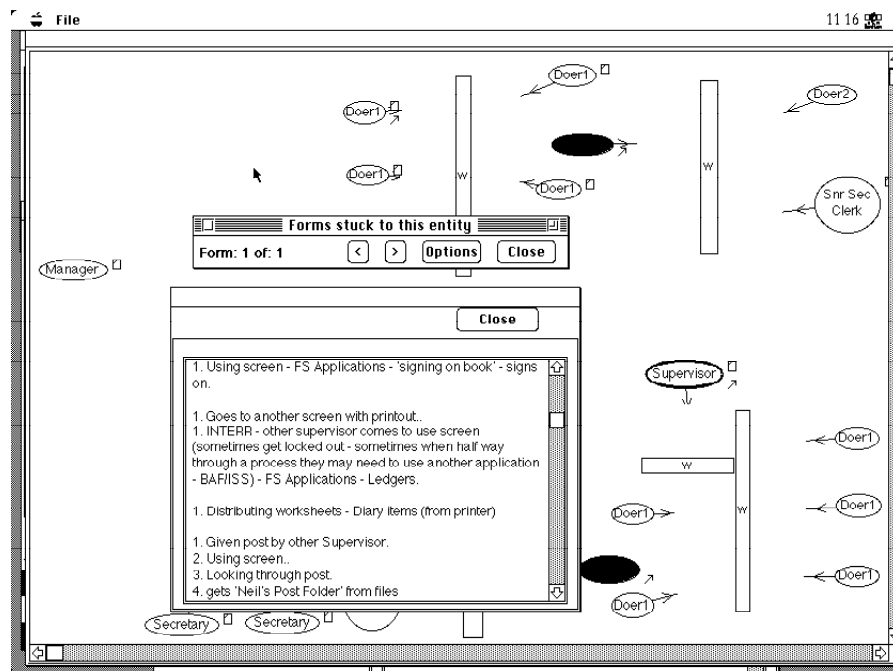 File
11 16
Doer1
Doer2
Doer1
Doer1
W
W
Doer1
Snr Sec
Clerk
Forms stuck to this entity
Form: 1 of: 1
<
>
Options
Close
Manager
Close
1. Using screen - FS Applications - 'signing on book' - signs
on.
1. Goes to another screen with printout..
1. INTERR - other supervisor comes to use screen
(sometimes get locked out - sometimes when half way
through a process they may need to use another application
- BAF/ISS) - FS Applications - Ledgers.
1. Distributing worksheets - Diary items (from printer)
1. Given post by other Supervisor.
2. Using screen..
3. Looking through post.
4. gets 'Neil's Post Folder' from files
Supervisor
Doer1
W
Doer1
W
Doer1
Doer1
Doer1
Secretary
Secretary